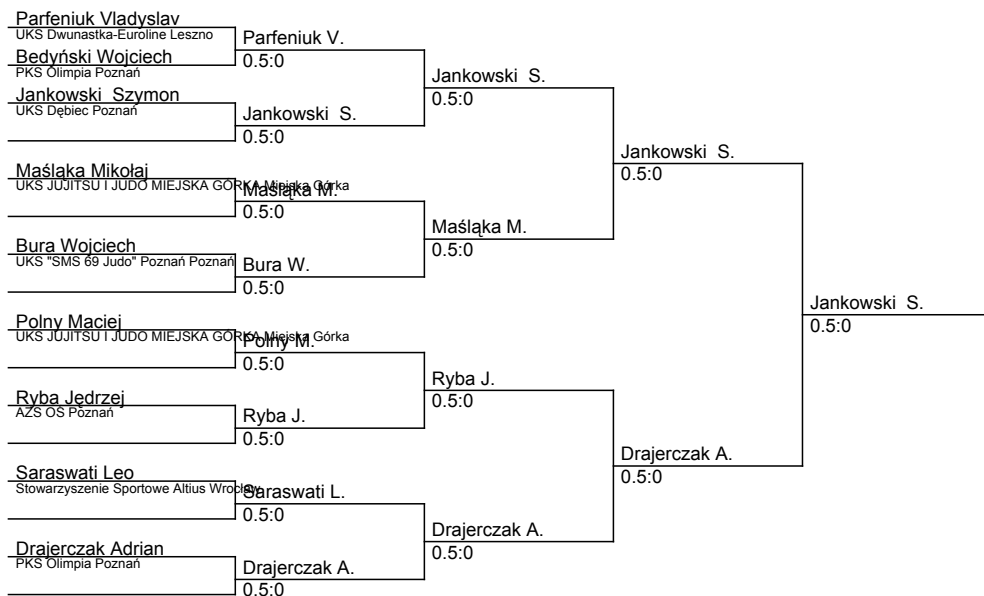 Parfeniuk Vladyslav
UKS Dwunastka-Euroline Leszno
Bedyński Wojciech
PKS Olimpia Poznań
Jankowski  Szymon
UKS Dębiec Poznań
Maśląka Mikołaj
UKS JUJITSU I JUDO MIEJSKA GÓRKA Miejska Górka
Bura Wojciech
UKS "SMS 69 Judo" Poznań Poznań
Polny Maciej
UKS JUJITSU I JUDO MIEJSKA GÓRKA Miejska Górka
Ryba Jędrzej
AZS OŚ Poznań
Saraswati Leo
Stowarzyszenie Sportowe Altius Wrocław
Drajerczak Adrian
PKS Olimpia Poznań
Parfeniuk V.
0.5:0
Jankowski  S.
0.5:0
Maśląka M.
0.5:0
Bura W.
0.5:0
Polny M.
0.5:0
Ryba J.
0.5:0
Saraswati L.
0.5:0
Drajerczak A.
0.5:0
Jankowski  S.
0.5:0
Maśląka M.
0.5:0
Ryba J.
0.5:0
Drajerczak A.
0.5:0
Jankowski  S.
0.5:0
Drajerczak A.
0.5:0
Jankowski  S.
0.5:0